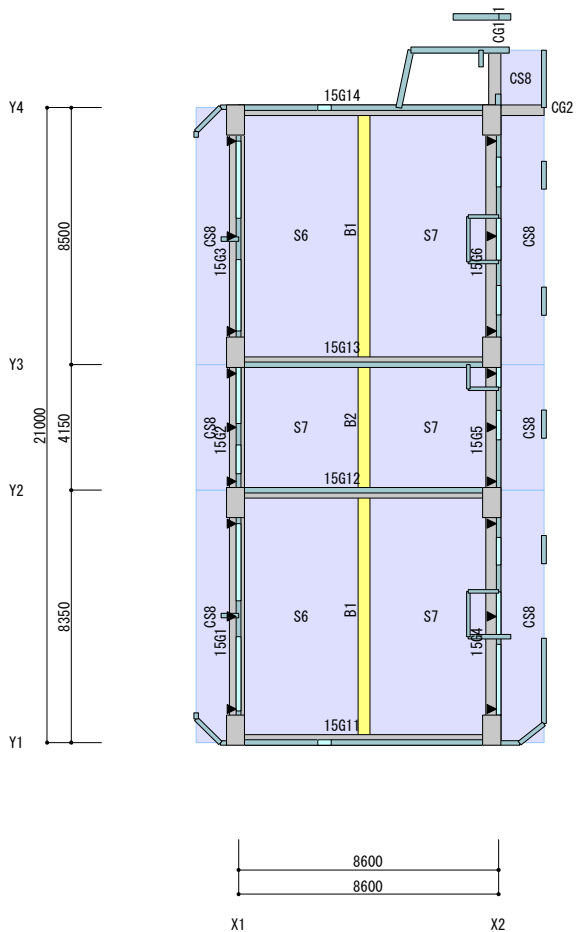 CG1 1
CS8
Y4
15G14
CG2
8500
CS8
15G3
S6
B1
S7
15G6
CS8
15G13
Y3
21000
4150
CS8
15G2
S7
B2
S7
15G5
CS8
15G12
Y2
8350
CS8
15G1
S6
B1
S7
15G4
CS8
15G11
Y1
8600
8600
X1
X2